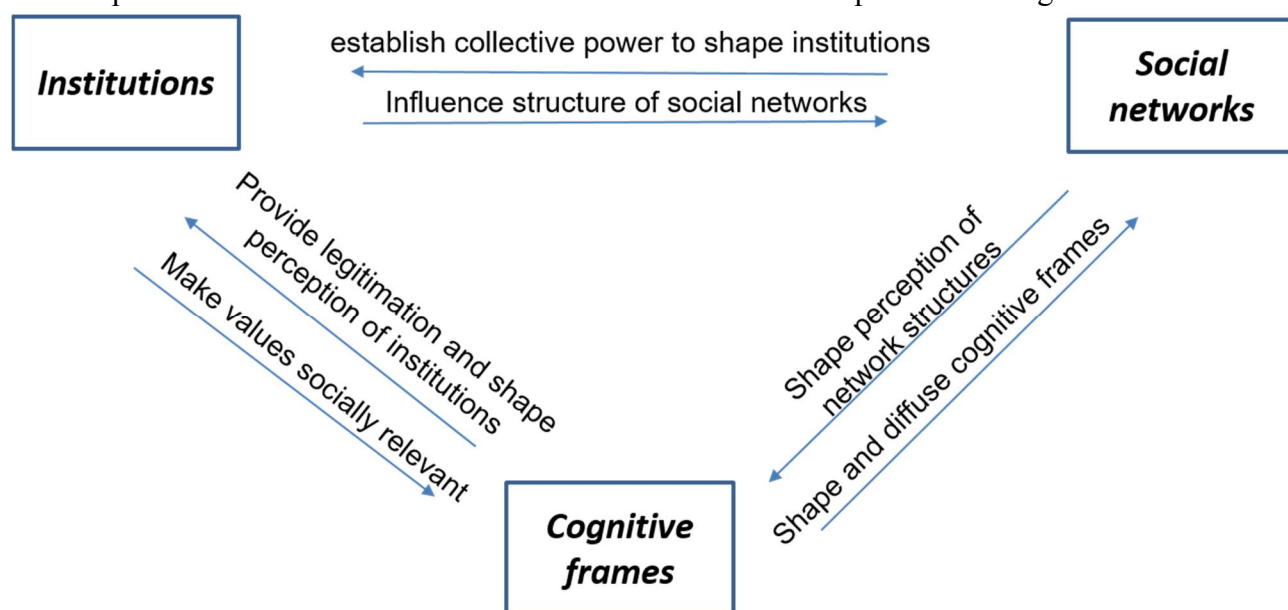 establish collective power to shape institutions
Institutions
Social
networks
Influence structure of social networks
Provide legitimation and shape
perception of institutions
Make values socially relevant
Shape perception of
network structures
Shape and diffuse cognitive frames
Cognitive
frames